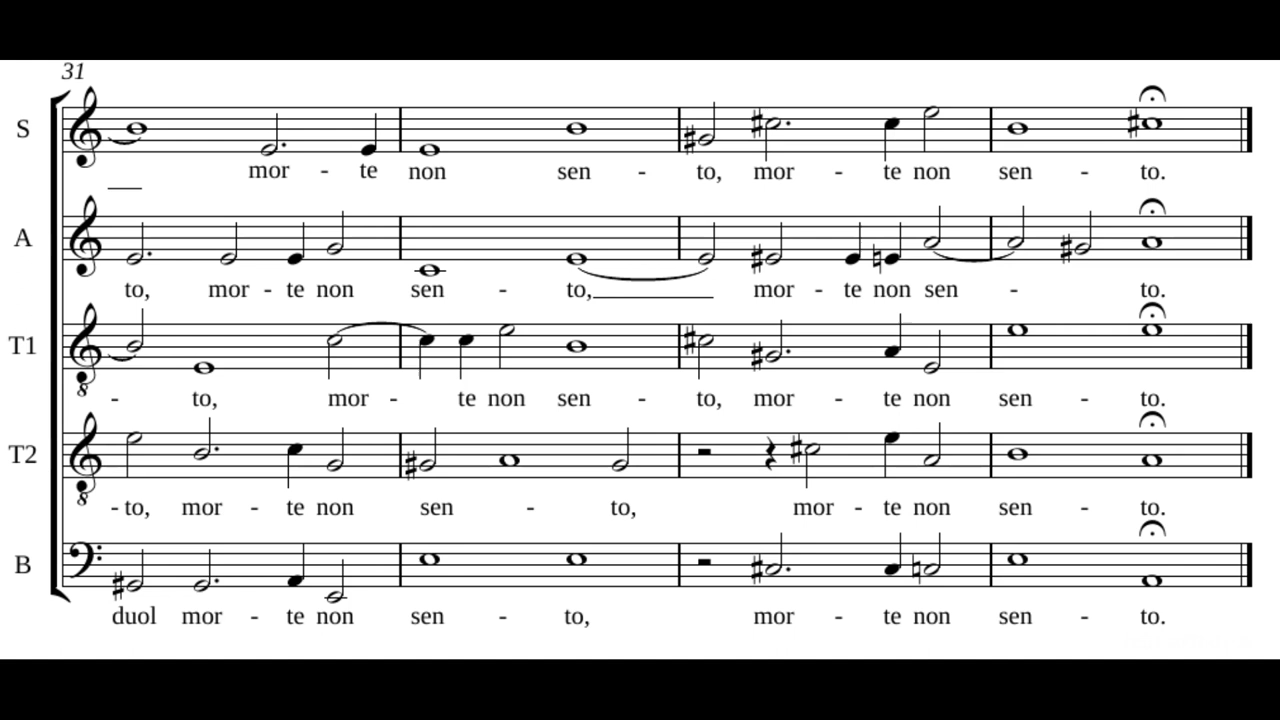 31
S
mor - te non sen - to, mor - te non sen - to.
A
to, mor - te non sen - to, mor - te non sen - to.
T1
- to, mor - te non sen - to, mor - te non sen - to.
8
T2
- to, mor - te non sen - to, mor - te non sen - to.
8
B
duol mor - te non sen - to, mor - te non sen - to.